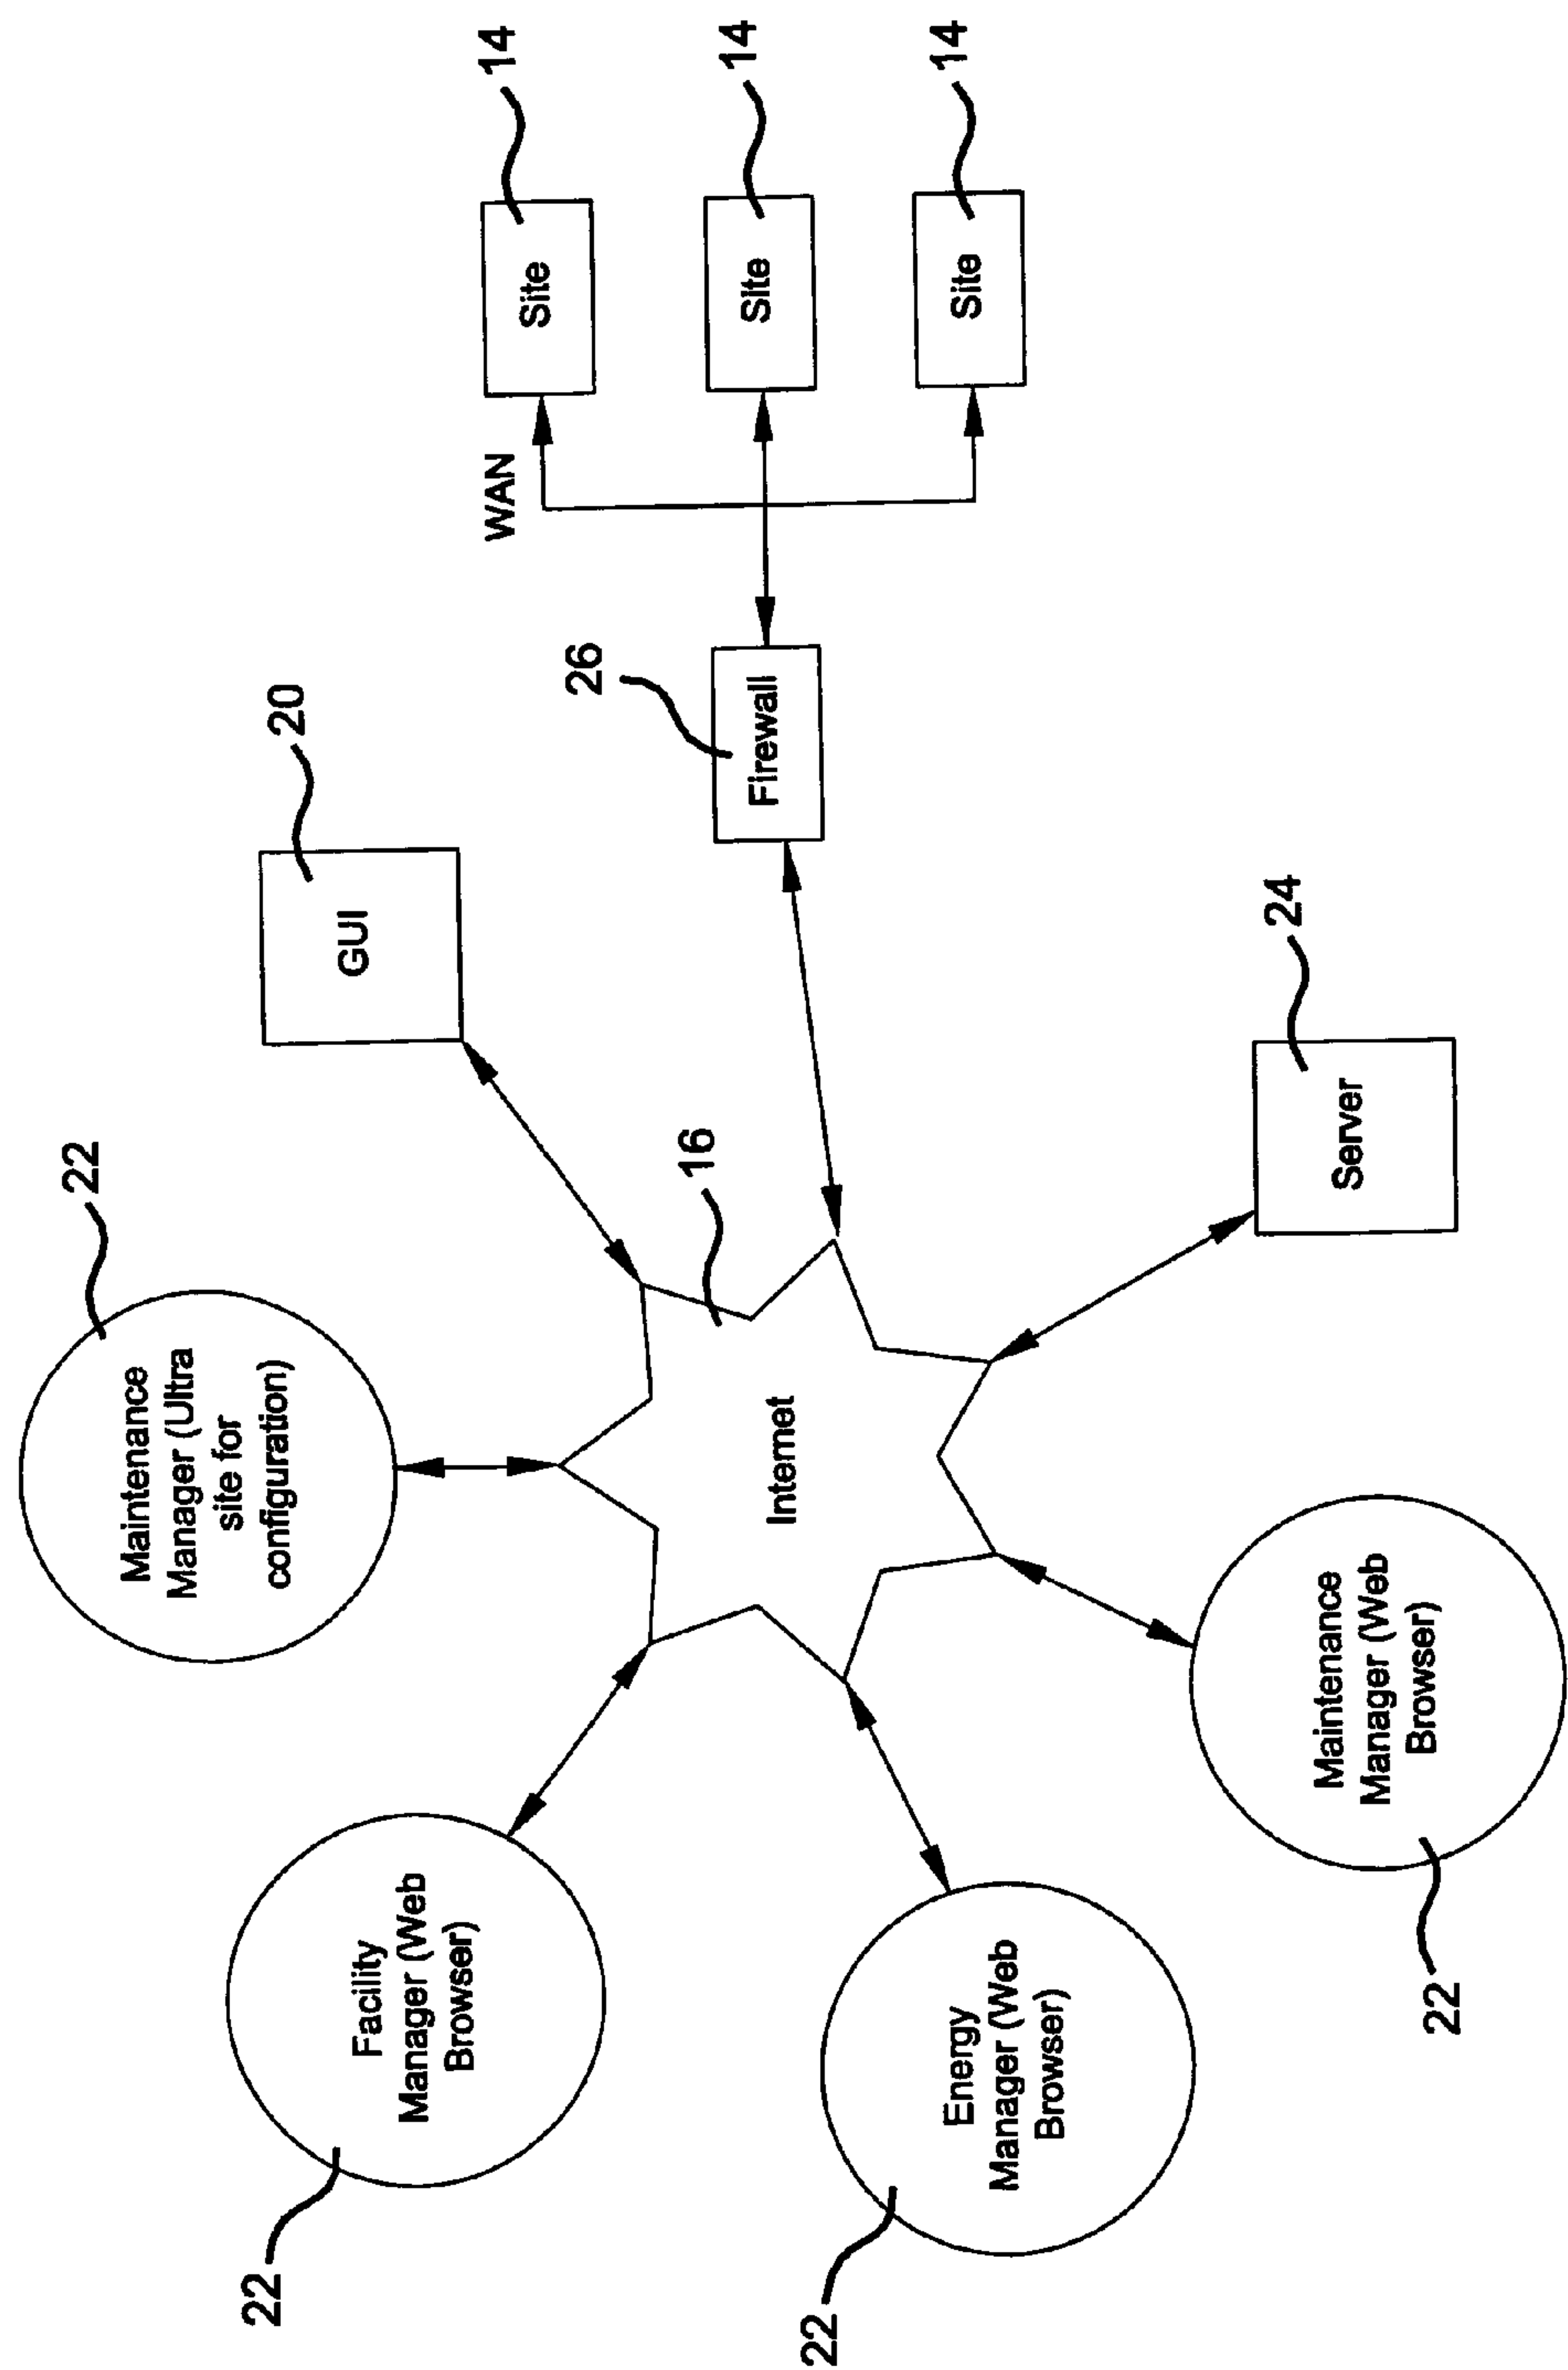 22
Facility
Manager (Web
Browser)
22
Maintenance
Manager (Ultra
site for
configuration)
20
GUI
22
Energy
Manager (Web
Browser)
16
Internet
26
Firewall
WAN
14
Site
14
Site
14
Site
22
Maintenance
Manager (Web
Browser)
24
Server